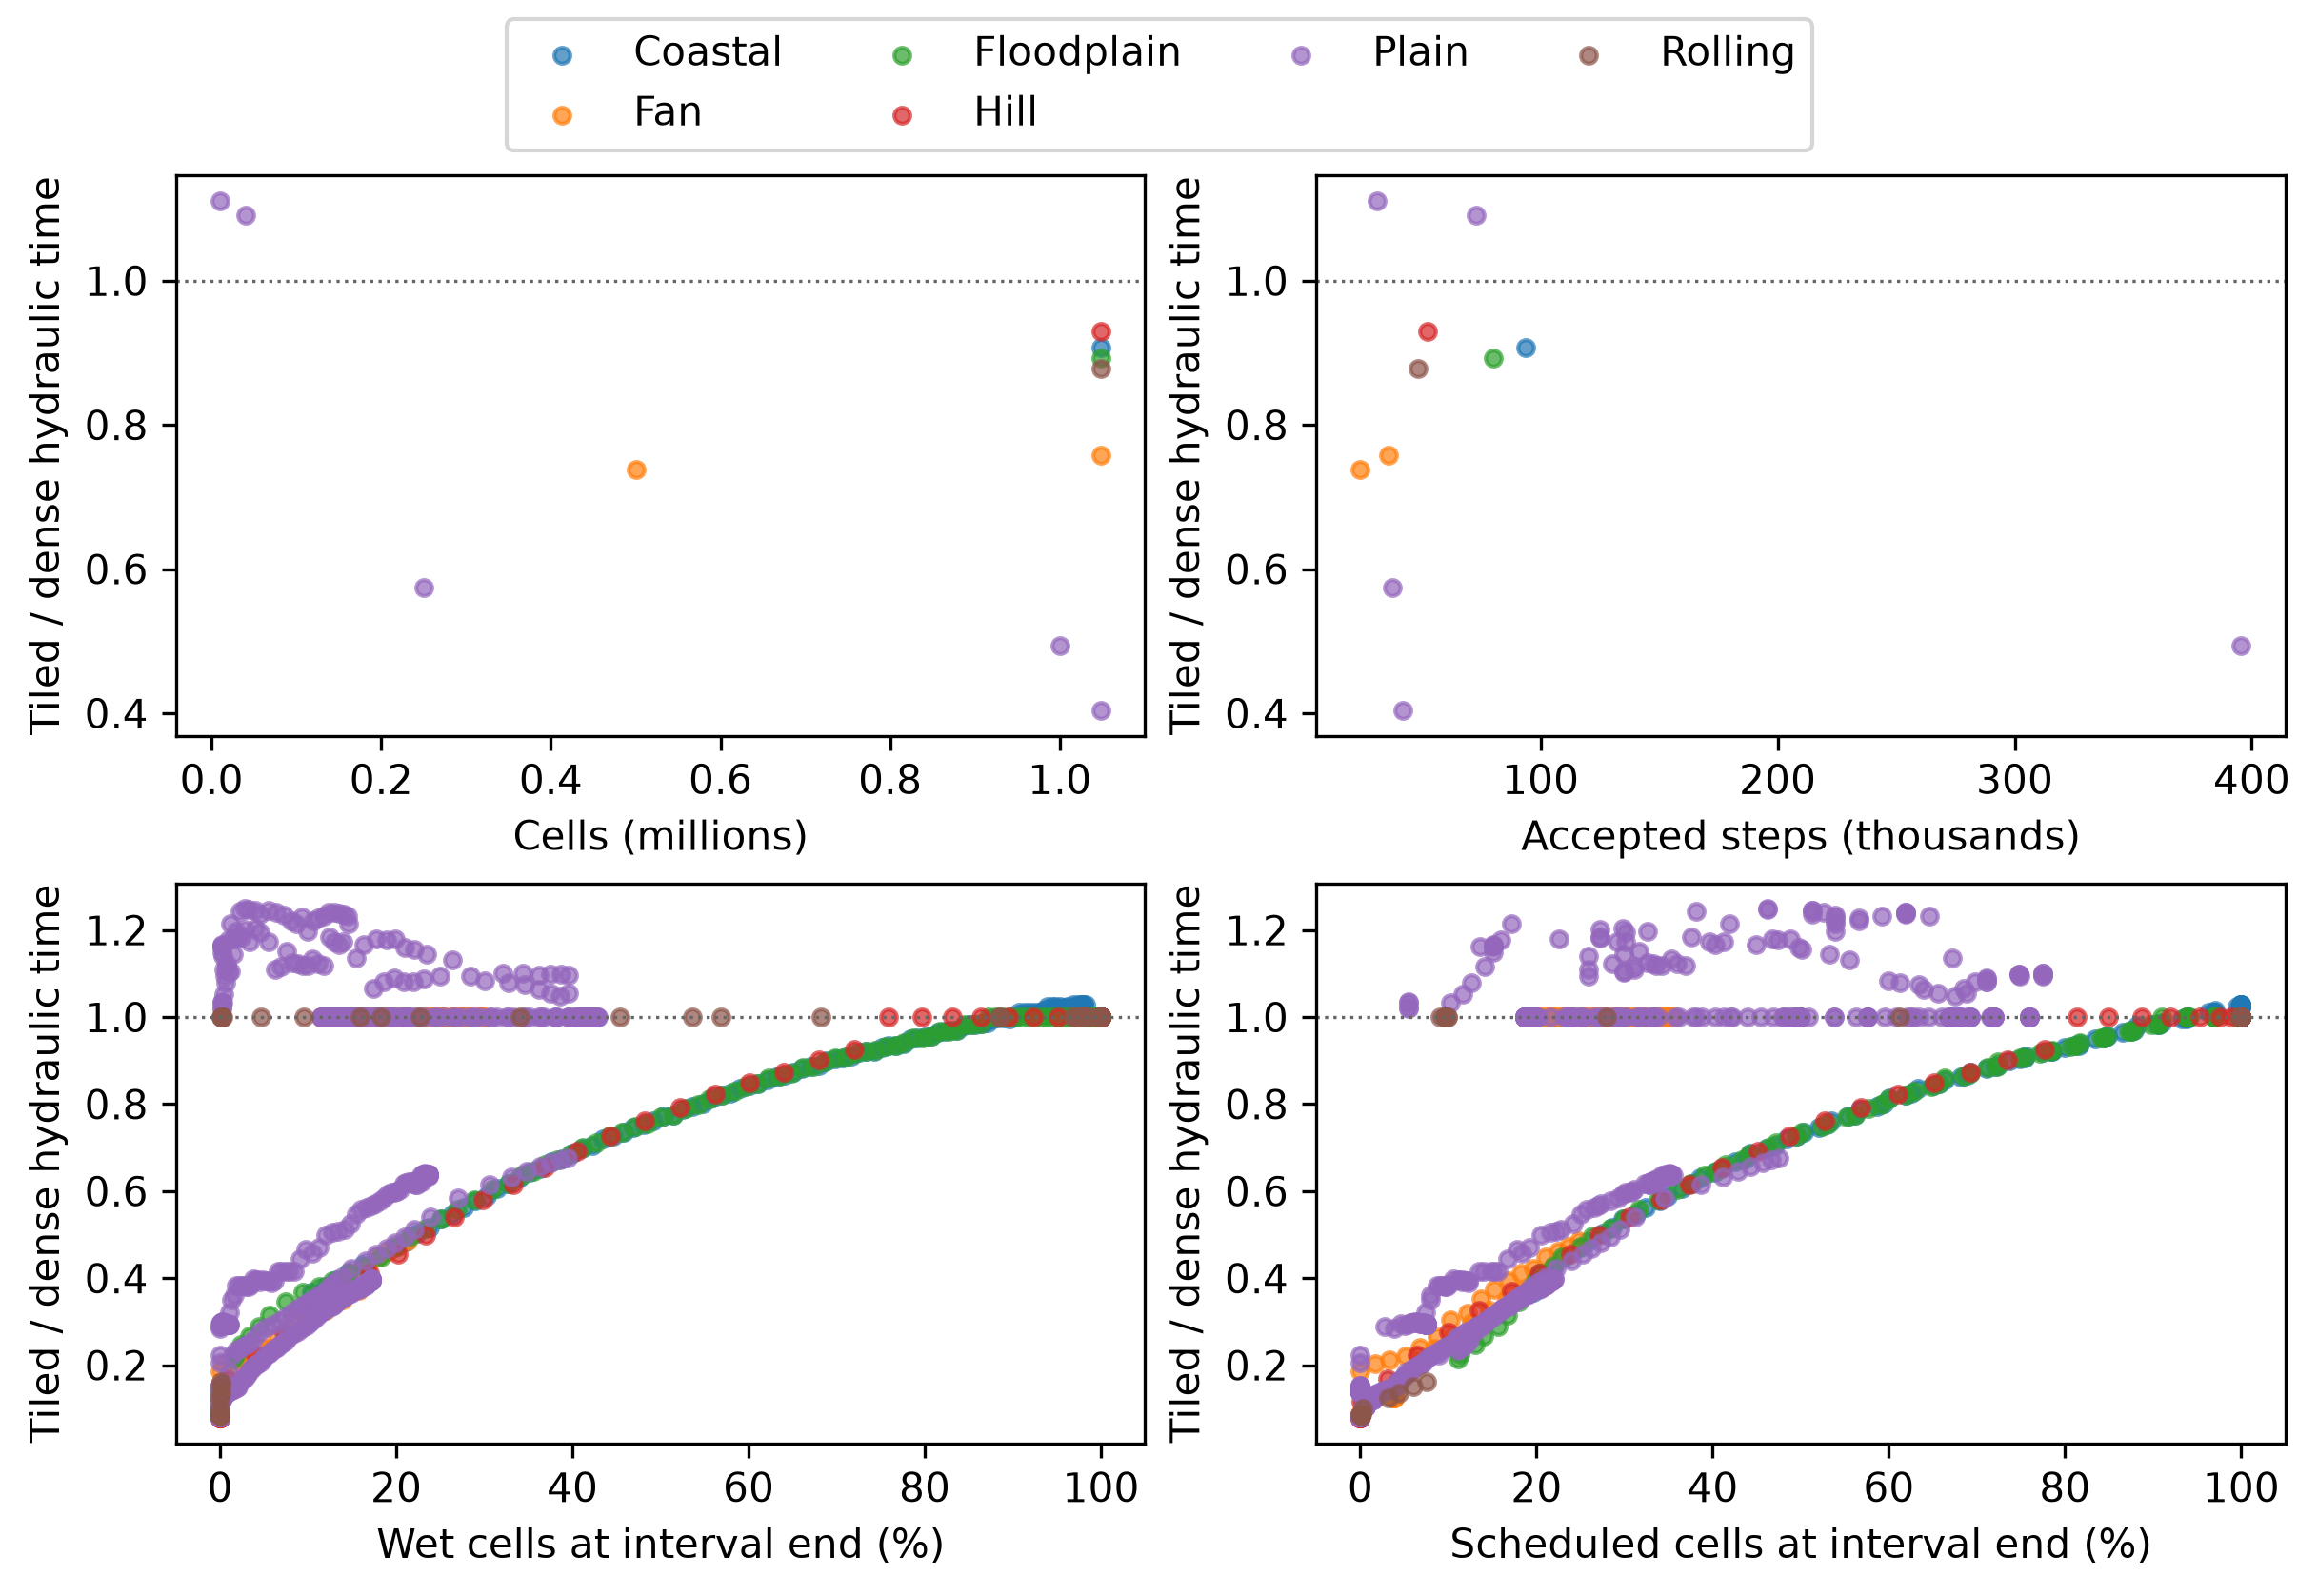 Coastal Floodplain Plain Rolling
Fan Hill
Tiled / dense hydraulic time
1.0
0.8
0.6
0.4
0.0 0.2 0.4 0.6 0.8 1.0
Cells (millions)
Tiled / dense hydraulic time
1.0
0.8
0.6
0.4
100 200 300 400
Accepted steps (thousands)
Tiled / dense hydraulic time
1.2
1.0
0.8
0.6
0.4
0.2
0 20 40 60 80 100
Wet cells at interval end (%)
Tiled / dense hydraulic time
1.2
1.0
0.8
0.6
0.4
0.2
0 20 40 60 80 100
Scheduled cells at interval end (%)